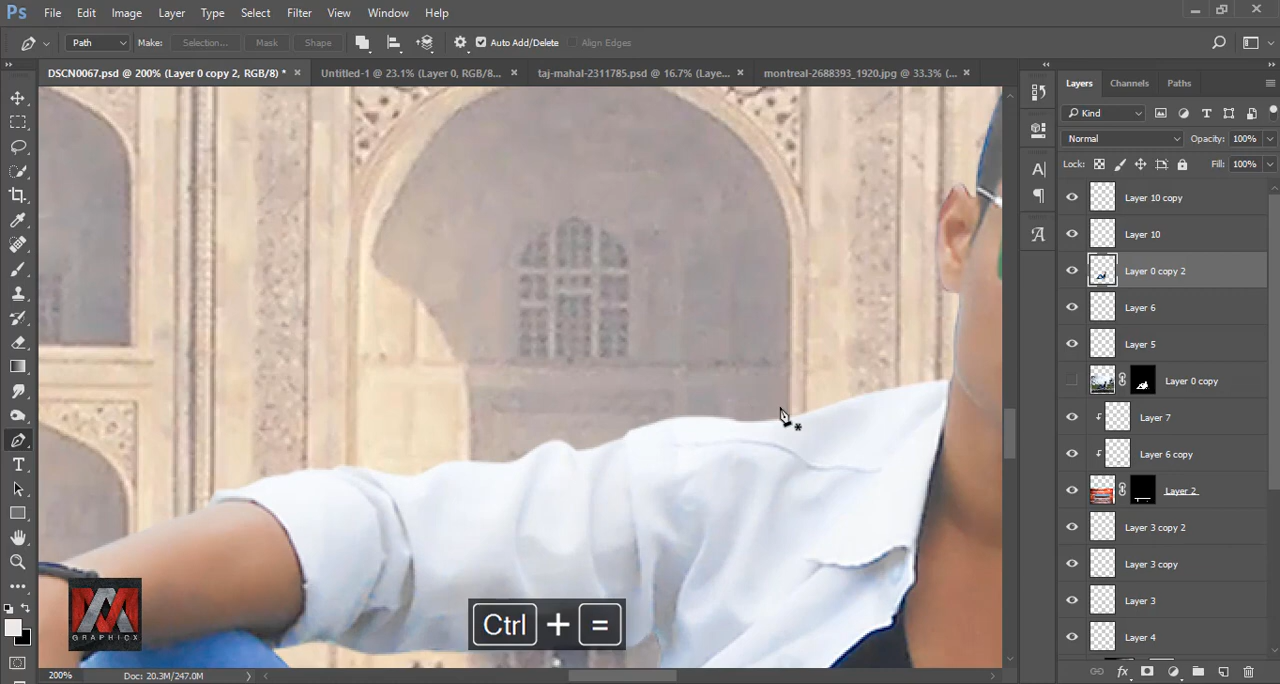 Ps File Edit Image Layer Type Select Filter View Window Help
Path Make: Selection... Mask Shape Auto Add/Delete Align Edges
DSCN0067.psd @ 200% (Layer 0 copy 2, RGB/8) * × Untitled-1 @ 23.1% (Layer 0, RGB/8... × taj-mahal-2311785.psd @ 16.7% (Laye... × montreal-2688393_1920.jpg @ 33.3% (... ×
Layers Channels Paths
Kind
Normal Opacity: 100%
Lock: Fill: 100%
Layer 10 copy
Layer 10
Layer 0 copy 2
Layer 6
Layer 5
Layer 0 copy
Layer 7
Layer 6 copy
Layer 2
Layer 3 copy 2
Layer 3 copy
Layer 3
Layer 4
GRAPHICX
Ctrl + =
200% Doc: 20.3M/247.0M